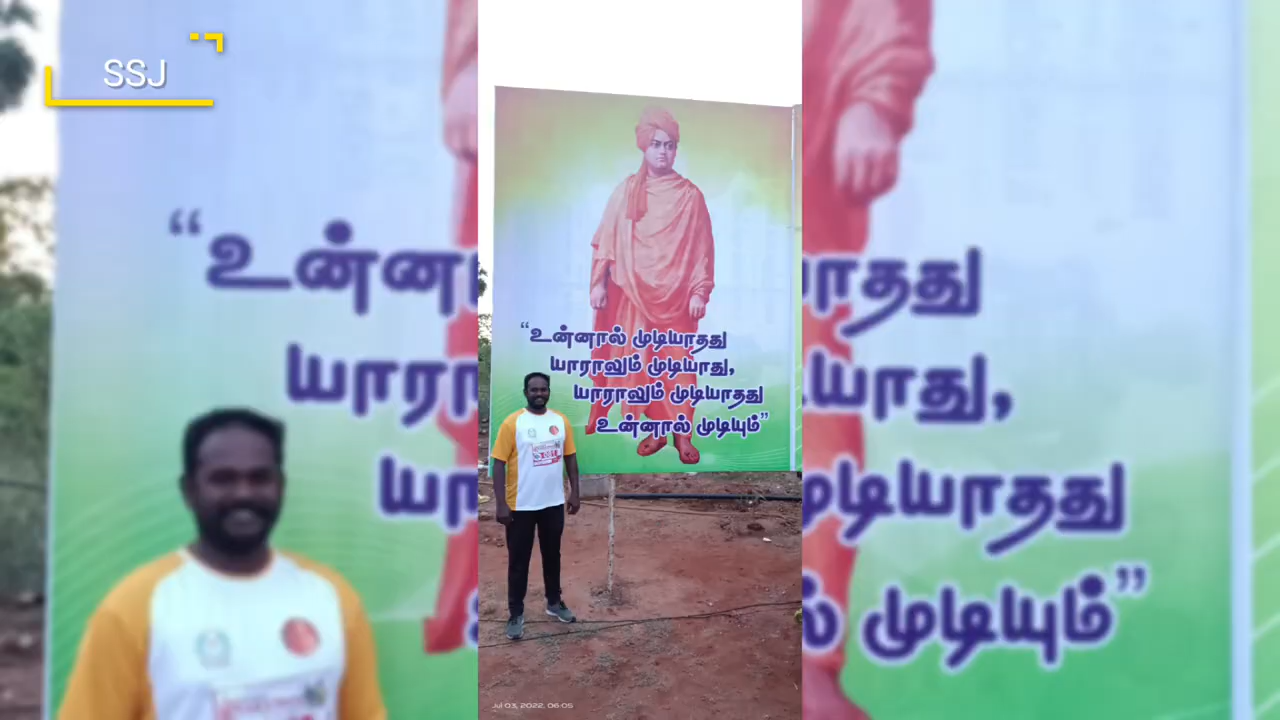 SSJ
“உன்னால் முடியாதது
யாராலும் முடியாது,
யாராலும் முடியாதது
உன்னால் முடியும்”
Jul 03, 2022, 06:05